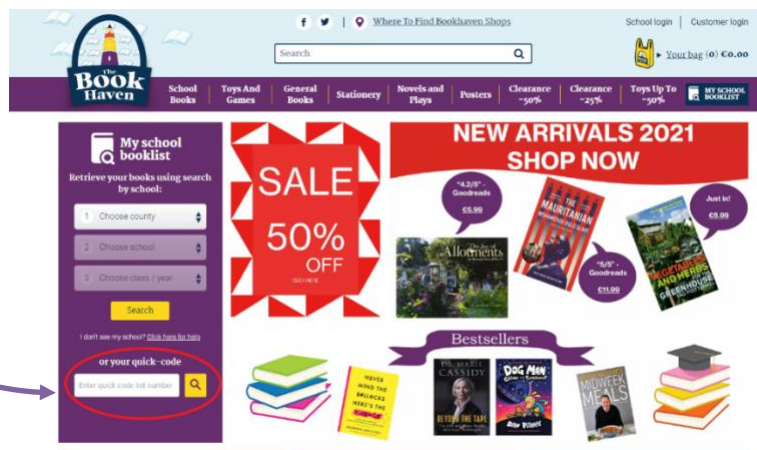 Where To Find Bookhaven Shops
School login | Customer login
Search
Your bag (0) €0.00
The
Book
Haven
School Books
Toys And Games
General Books
Stationery
Novels and Plays
Posters
Clearance -50%
Clearance -25%
Toys Up To -50%
MY SCHOOL BOOKLIST
My school
booklist
Retrieve your books using search
by school:
1 Choose county
2 Choose school
3 Choose class / year
Search
I don't see my school? Click here for help
or your quick-code
Enter quick code list number
SALE
50%
OFF
CLICK HERE
NEW ARRIVALS 2021
SHOP NOW
"4.2/5" -
Goodreads
€5.99
The Joy of
Allotments
THE
MAURITANIAN
"5/5" -
Goodreads
€11.99
Just in!
€5.99
VEGETABLES
AND HERBS
GREENHOUSE
Bestsellers
NEVER
MIND THE
B#LLOCKS
HERE'S THE
DR MARIE
CASSIDY
BEYOND THE TAPE
DOG MAN
DAV PILKEY
MIDWEEK
MEALS